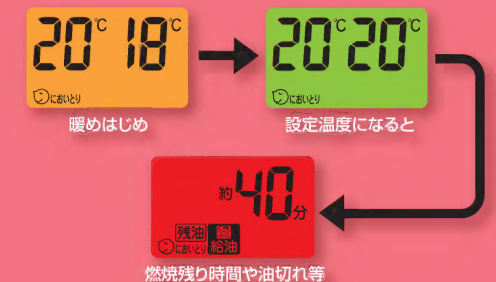 20℃ 18℃
においとり
暖めはじめ
20℃ 20℃
においとり
設定温度になると
約40分
残油
においとり 給油
燃焼残り時間や油切れ等